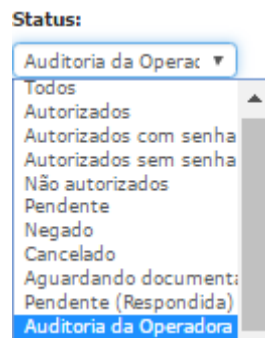 Status:
Auditoria da Operac
Todos
Autorizados
Autorizados com senha
Autorizados sem senha
Não autorizados
Pendente
Negado
Cancelado
Aguardando documenta
Pendente (Respondida)
Auditoria da Operadora